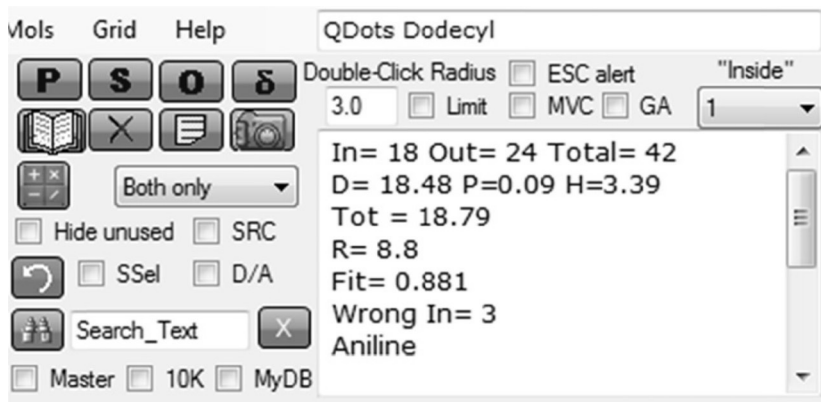 Mols Grid Help QDots Dodecyl
P S O δ Double-Click Radius ESC alert "Inside"
3.0 Limit MVC GA 1
Both only
Hide unused SRC
SSel D/A
Search_Text X
Master 10K MyDB
In= 18 Out= 24 Total= 42
D= 18.48 P=0.09 H=3.39
Tot = 18.79
R= 8.8
Fit= 0.881
Wrong In= 3
Aniline